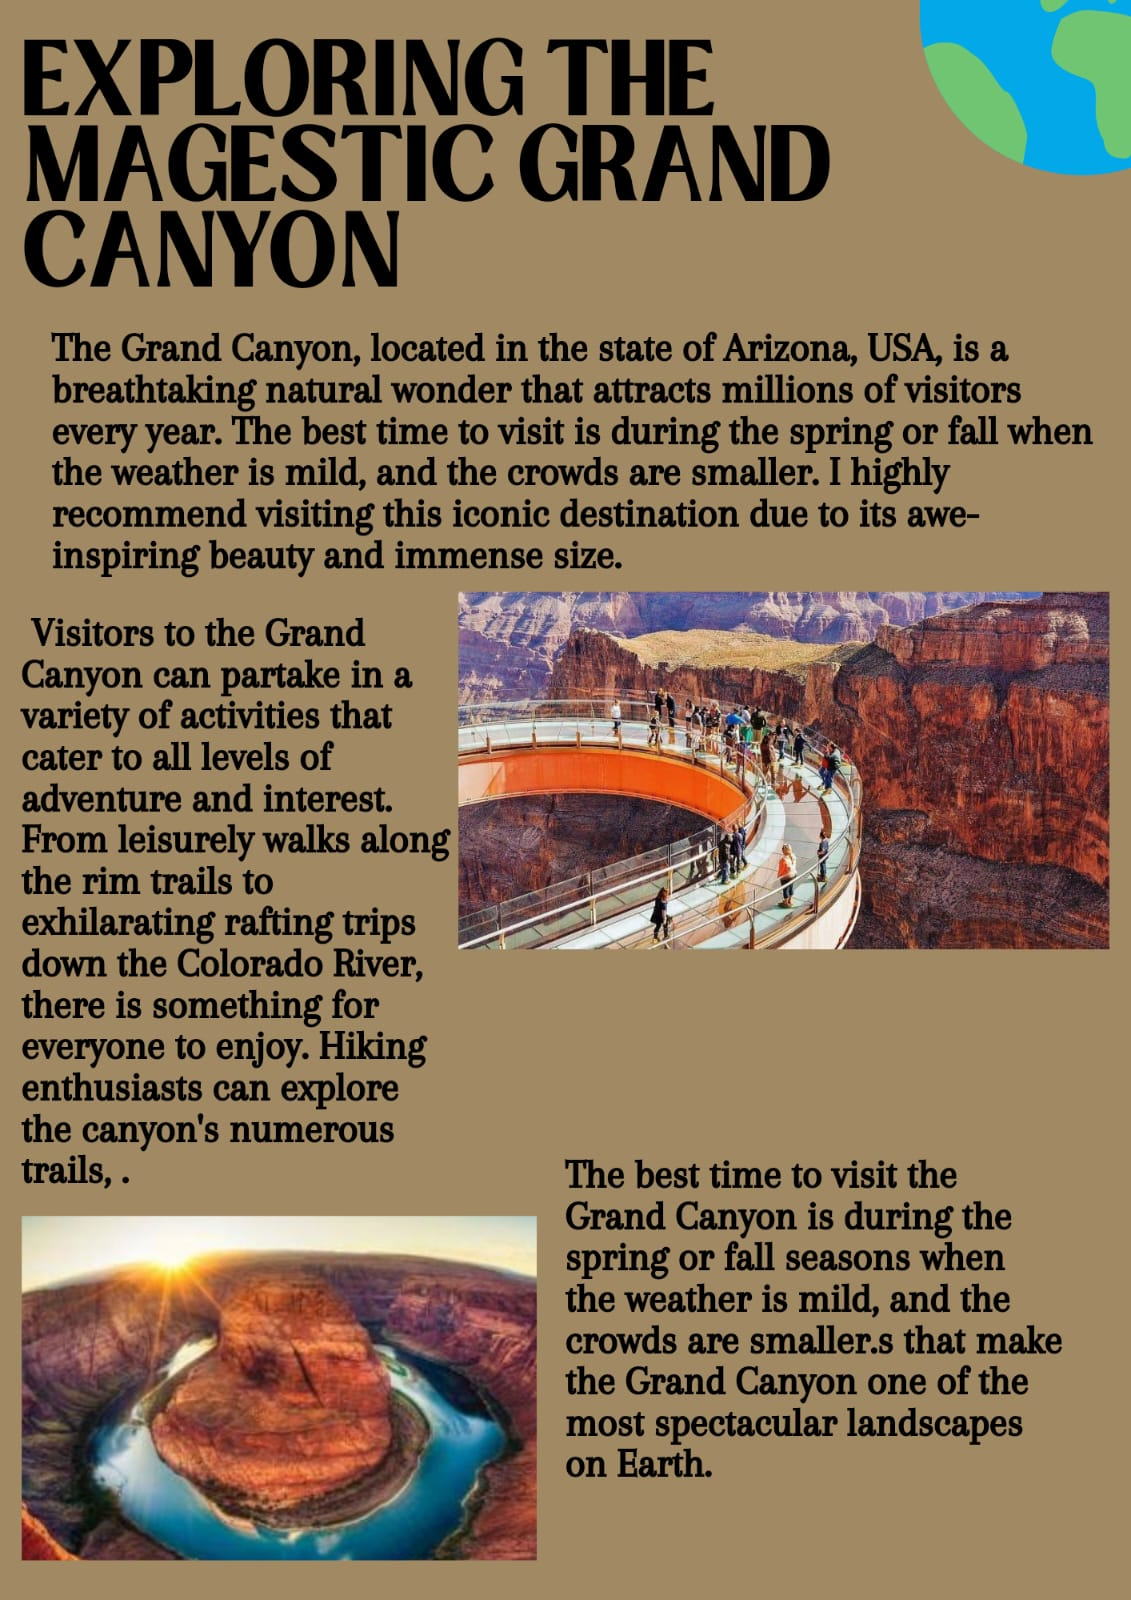 EXPLORING THE
MAGESTIC GRAND
CANYON
The Grand Canyon, located in the state of Arizona, USA, is a
breathtaking natural wonder that attracts millions of visitors
every year. The best time to visit is during the spring or fall when
the weather is mild, and the crowds are smaller. I highly
recommend visiting this iconic destination due to its awe-
inspiring beauty and immense size.
Visitors to the Grand
Canyon can partake in a
variety of activities that
cater to all levels of
adventure and interest.
From leisurely walks along
the rim trails to
exhilarating rafting trips
down the Colorado River,
there is something for
everyone to enjoy. Hiking
enthusiasts can explore
the canyon's numerous
trails, .
The best time to visit the
Grand Canyon is during the
spring or fall seasons when
the weather is mild, and the
crowds are smaller.s that make
the Grand Canyon one of the
most spectacular landscapes
on Earth.